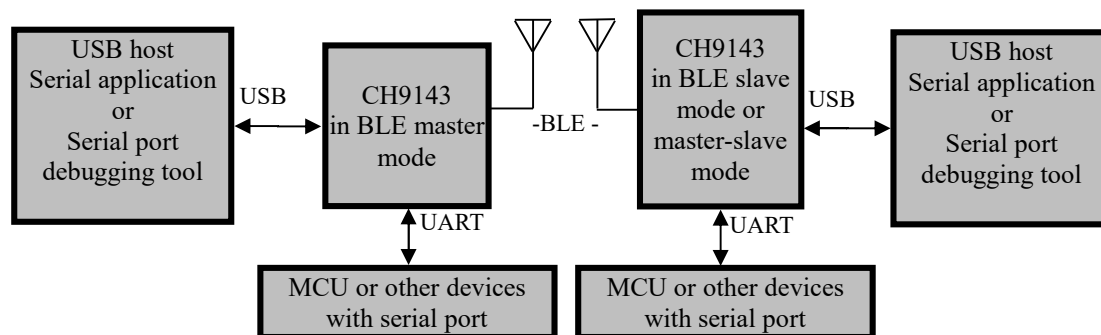 USB host
Serial application
or
Serial port
debugging tool
USB
CH9143
in BLE master
mode
-BLE -
CH9143
in BLE slave
mode or
master-slave
mode
USB
USB host
Serial application
or
Serial port
debugging tool
UART
UART
MCU or other devices
with serial port
MCU or other devices
with serial port